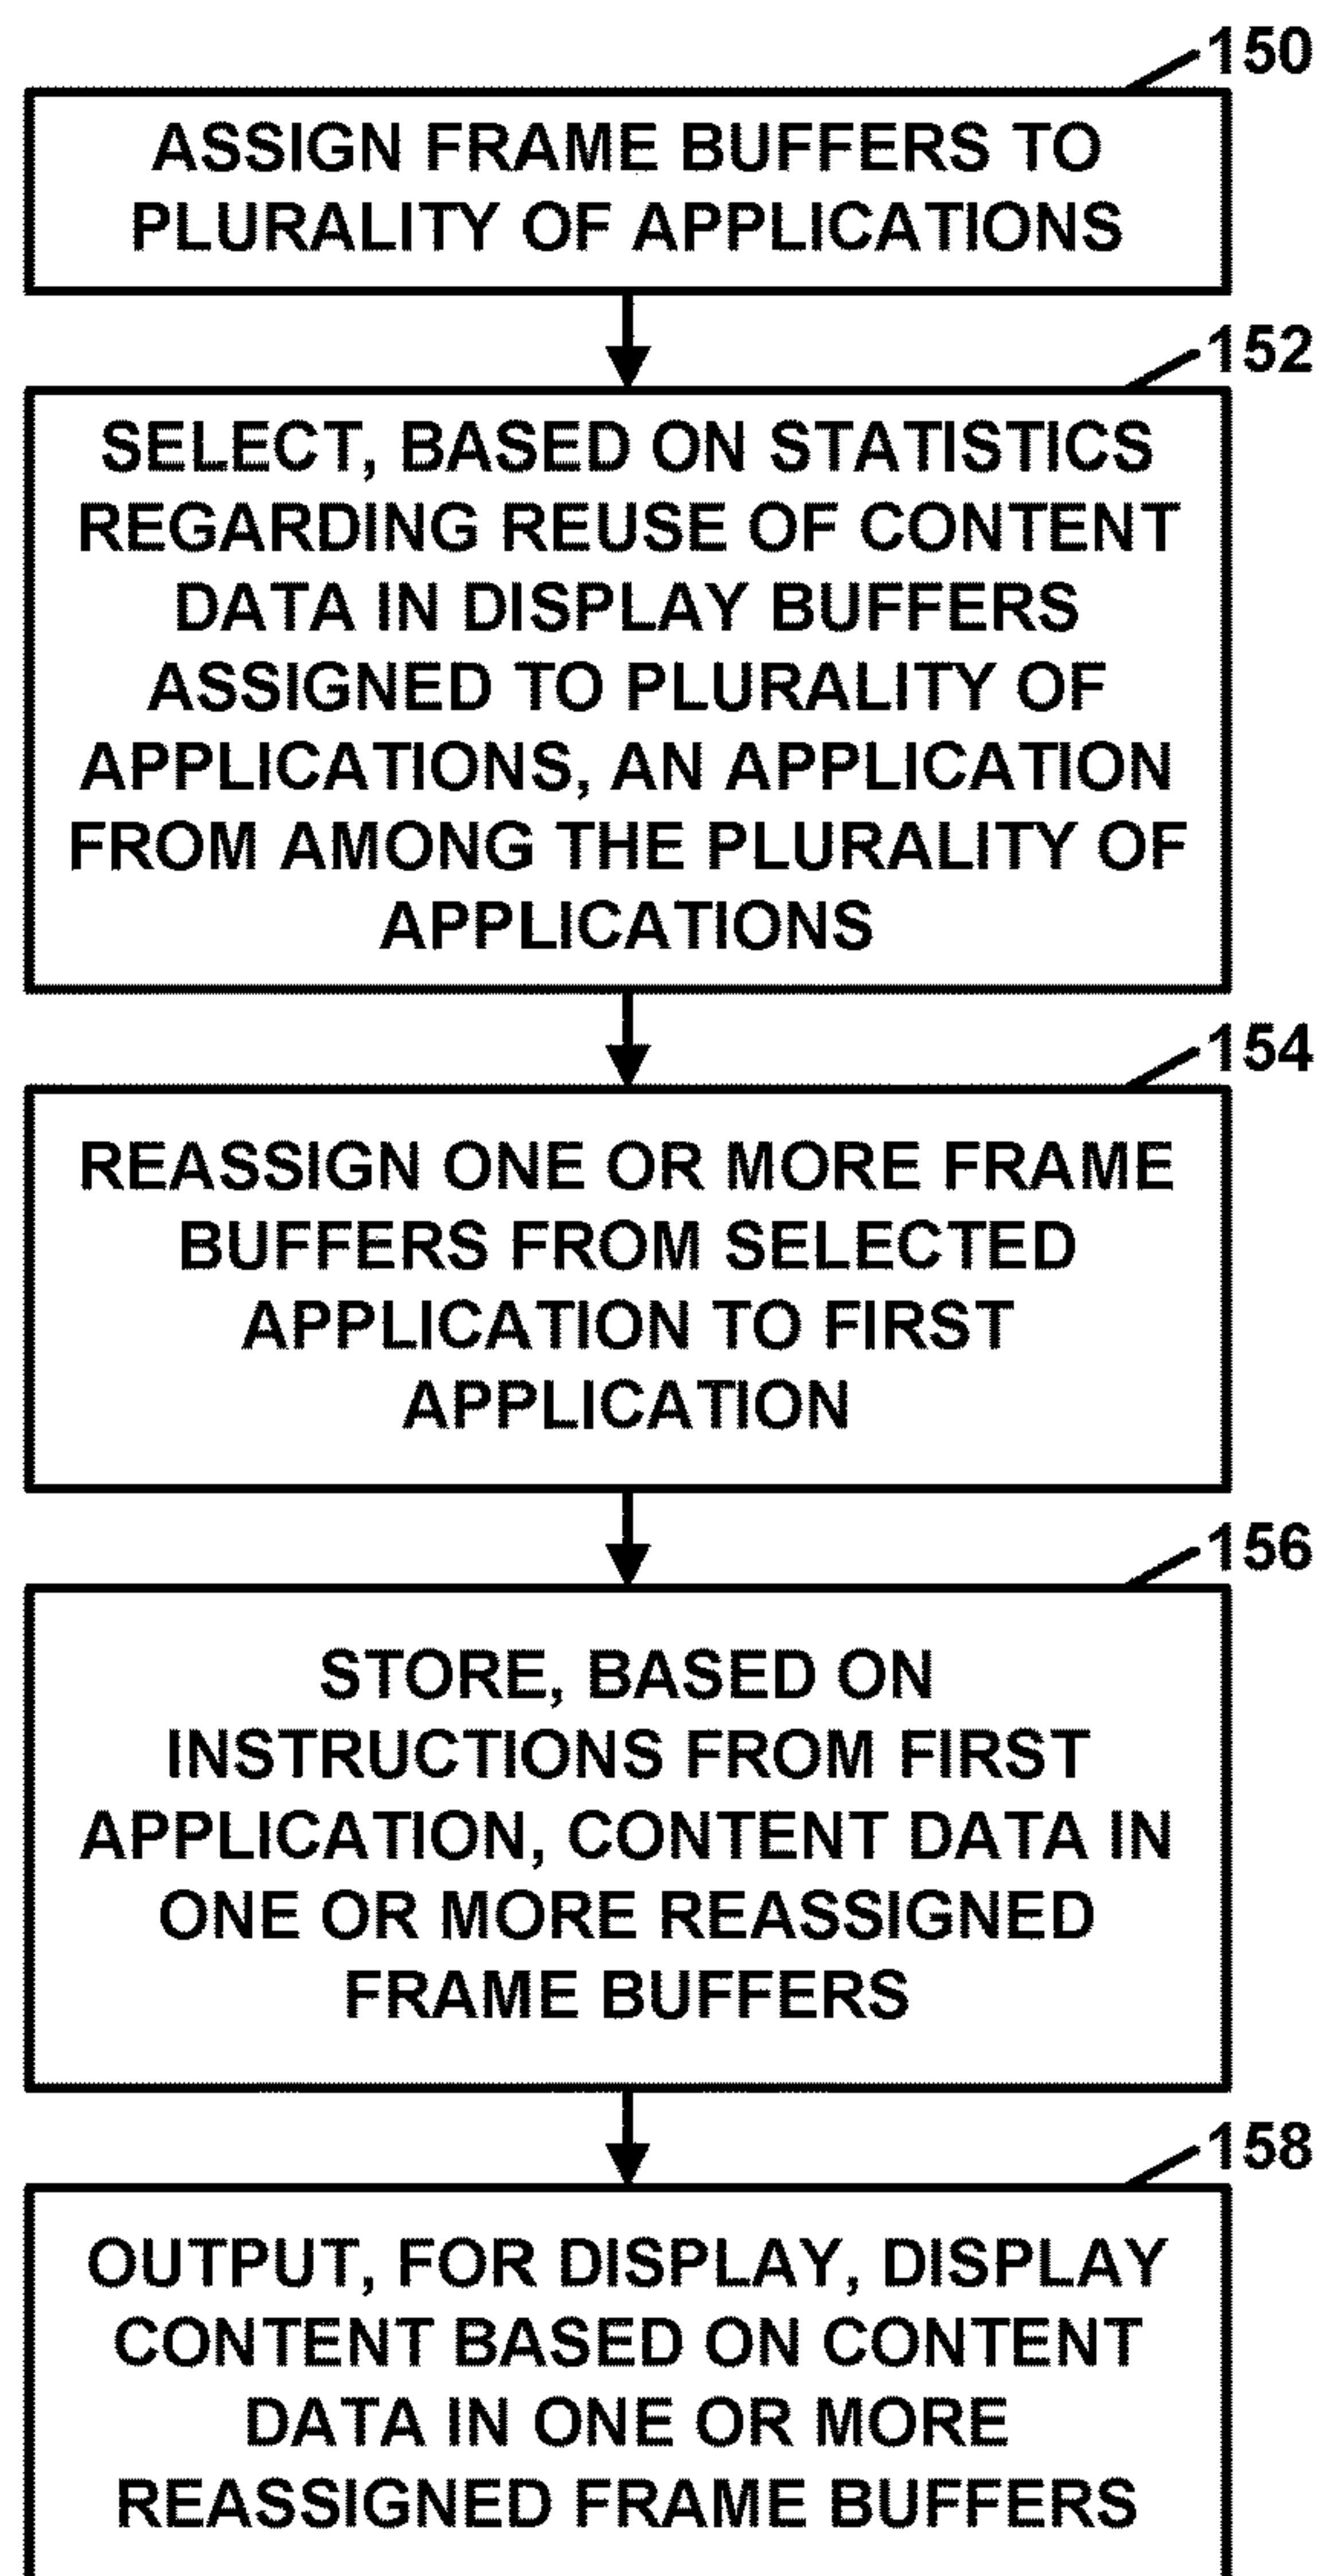 150
ASSIGN FRAME BUFFERS TO
PLURALITY OF APPLICATIONS
152
SELECT, BASED ON STATISTICS
REGARDING REUSE OF CONTENT
DATA IN DISPLAY BUFFERS
ASSIGNED TO PLURALITY OF
APPLICATIONS, AN APPLICATION
FROM AMONG THE PLURALITY OF
APPLICATIONS
154
REASSIGN ONE OR MORE FRAME
BUFFERS FROM SELECTED
APPLICATION TO FIRST
APPLICATION
156
STORE, BASED ON
INSTRUCTIONS FROM FIRST
APPLICATION, CONTENT DATA IN
ONE OR MORE REASSIGNED
FRAME BUFFERS
158
OUTPUT, FOR DISPLAY, DISPLAY
CONTENT BASED ON CONTENT
DATA IN ONE OR MORE
REASSIGNED FRAME BUFFERS